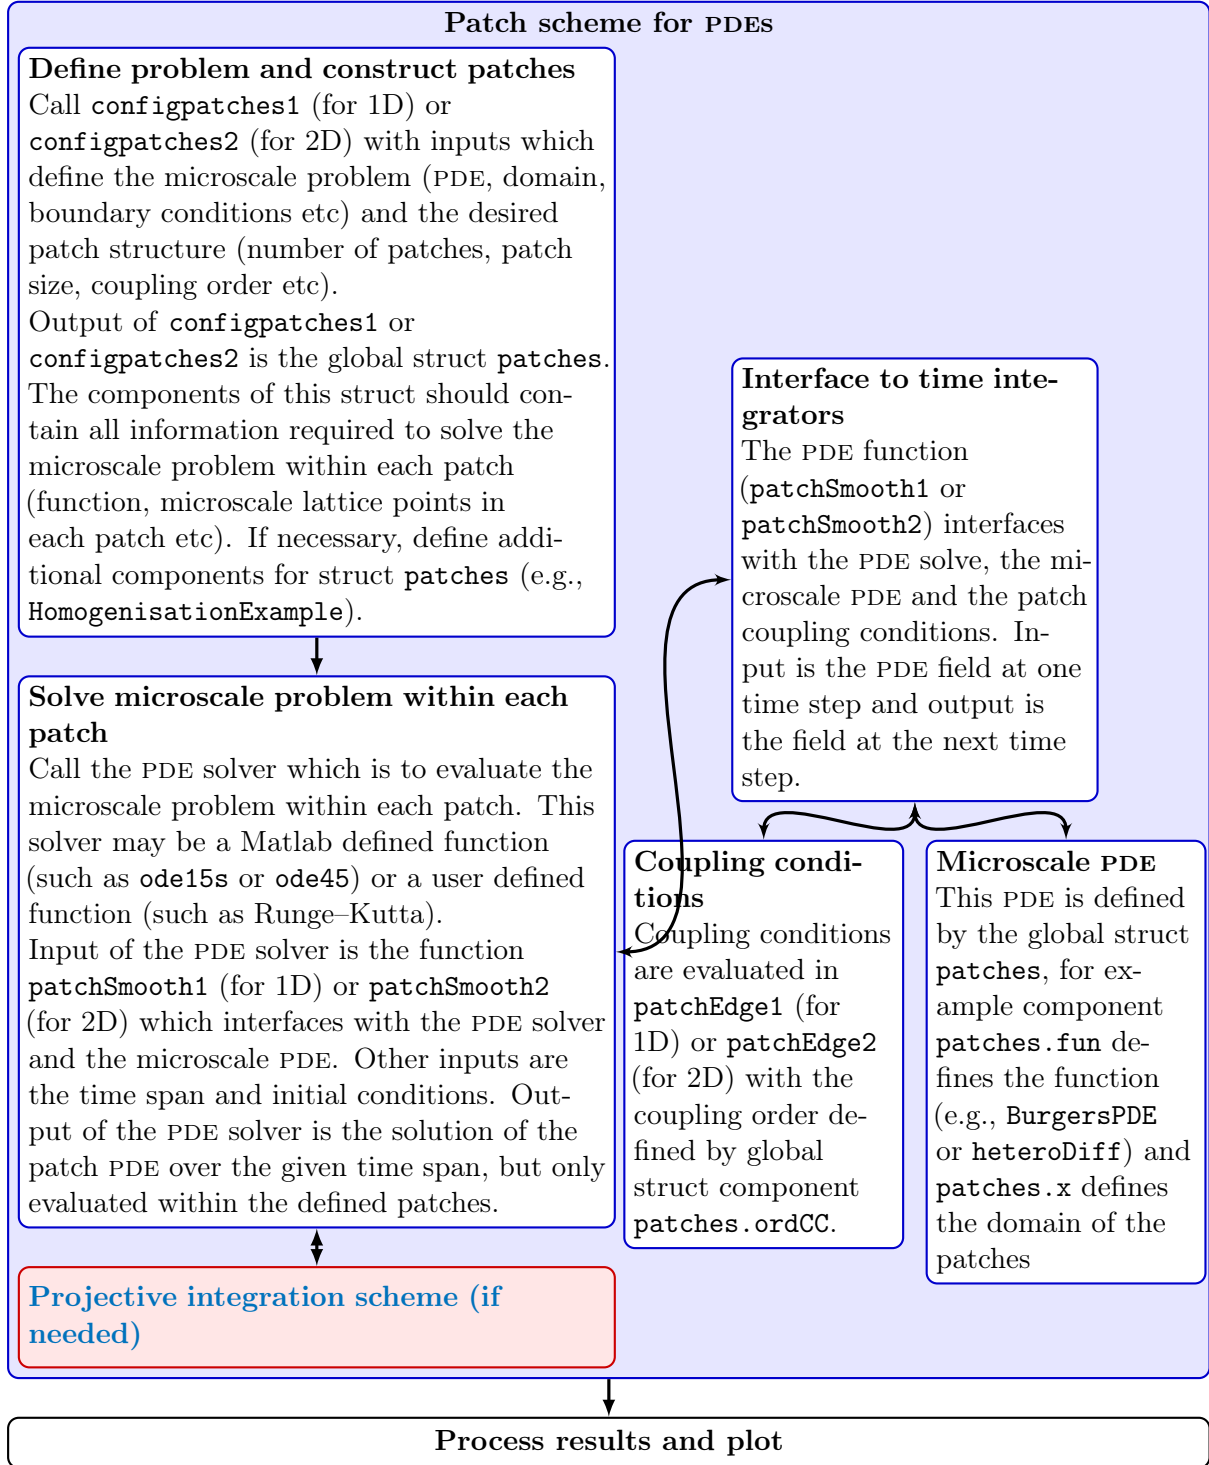 Patch scheme for PDEs
Define problem and construct patches
Call configpatches1 (for 1D) or
configpatches2 (for 2D) with inputs which
define the microscale problem (PDE, domain,
boundary conditions etc) and the desired
patch structure (number of patches, patch
size, coupling order etc).
Output of configpatches1 or
configpatches2 is the global struct patches.
The components of this struct should con-
tain all information required to solve the
microscale problem within each patch
(function, microscale lattice points in
each patch etc). If necessary, define addi-
tional components for struct patches (e.g.,
HomogenisationExample).
Solve microscale problem within each
patch
Call the PDE solver which is to evaluate the
microscale problem within each patch. This
solver may be a Matlab defined function
(such as ode15s or ode45) or a user defined
function (such as Runge–Kutta).
Input of the PDE solver is the function
patchSmooth1 (for 1D) or patchSmooth2
(for 2D) which interfaces with the PDE solver
and the microscale PDE. Other inputs are
the time span and initial conditions. Out-
put of the PDE solver is the solution of the
patch PDE over the given time span, but only
evaluated within the defined patches.
Projective integration scheme (if
needed)
Interface to time inte-
grators
The PDE function
(patchSmooth1 or
patchSmooth2) interfaces
with the PDE solve, the mi-
croscale PDE and the patch
coupling conditions. In-
put is the PDE field at one
time step and output is
the field at the next time
step.
Coupling condi-
tions
Coupling conditions
are evaluated in
patchEdge1 (for
1D) or patchEdge2
(for 2D) with the
coupling order de-
fined by global
struct component
patches.ordCC.
Microscale PDE
This PDE is defined
by the global struct
patches, for ex-
ample component
patches.fun de-
fines the function
(e.g., BurgersPDE
or heteroDiff) and
patches.x defines
the domain of the
patches
Process results and plot